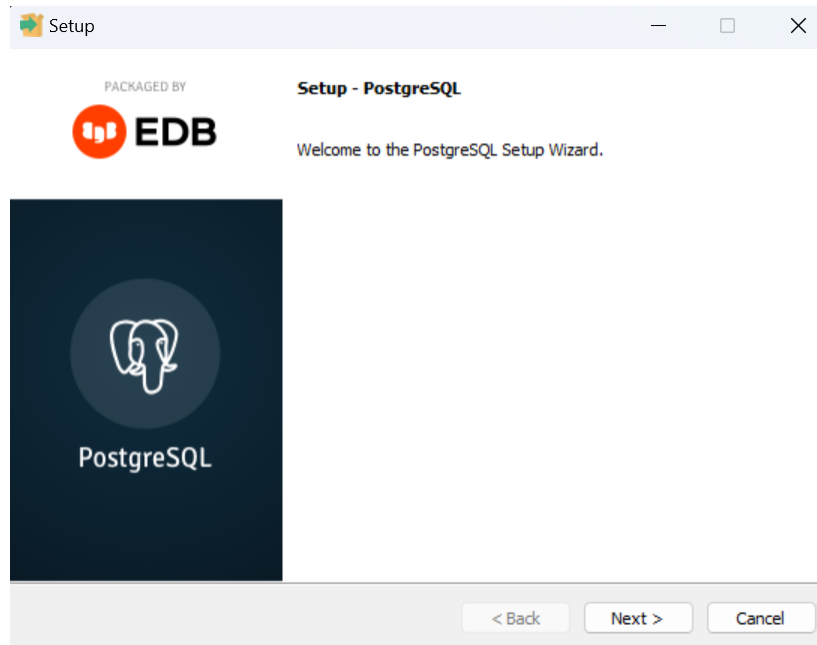 Setup
PACKAGED BY
EDB
PostgreSQL
Setup - PostgreSQL
Welcome to the PostgreSQL Setup Wizard.
< Back
Next >
Cancel